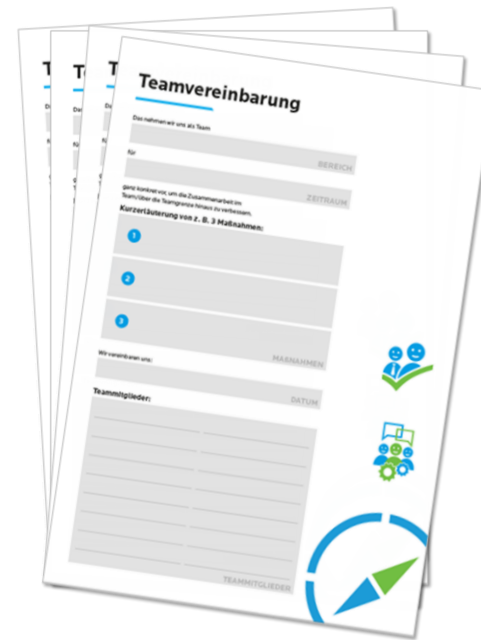 Teamvereinbarung
Das nehmen wir uns als Team
BEREICH
für
ZEITRAUM
ganz konkret vor, um die Zusammenarbeit im
Team/über die Teamgrenze hinaus zu verbessern.
Kurzerläuterung von z. B. 3 Maßnahmen:
1
2
3
MAßNAHMEN
Wir vereinbaren uns:
DATUM
Teammitglieder:
TEAMMITGLIEDER